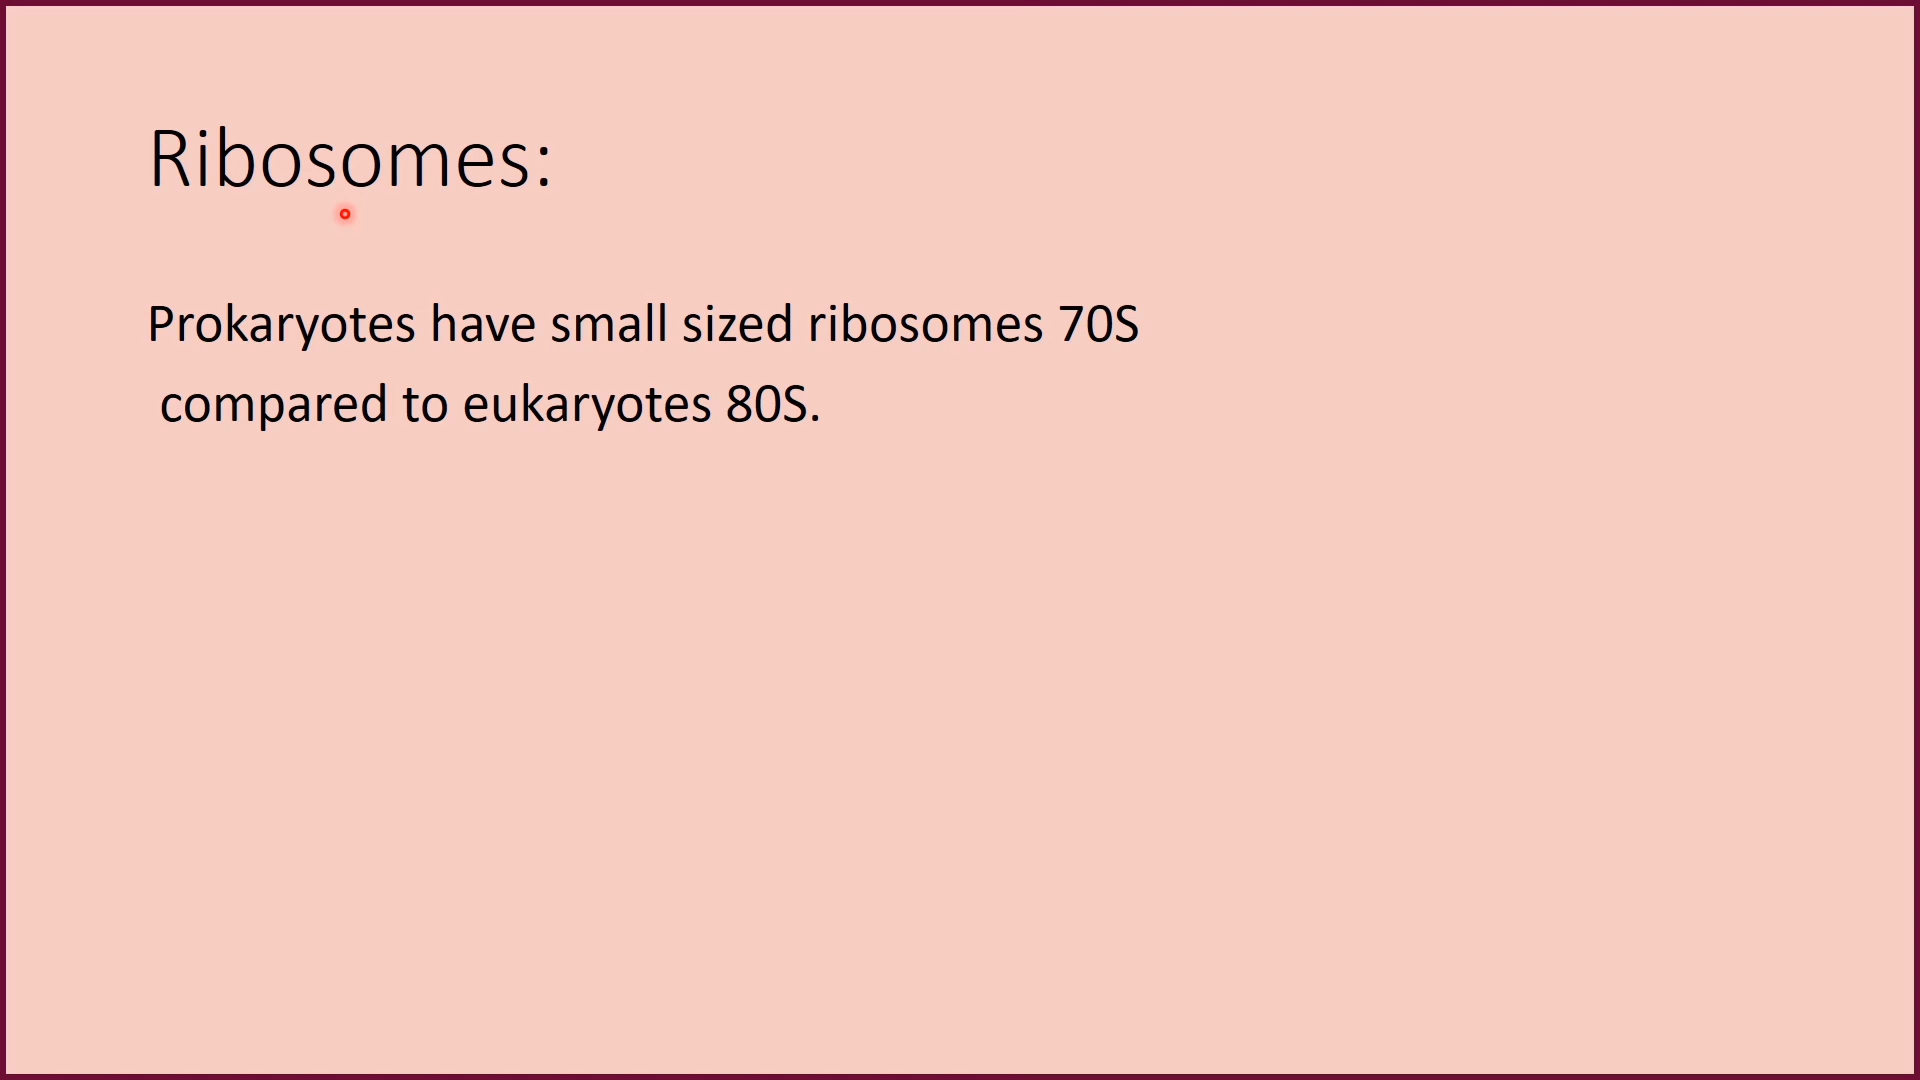 Ribosomes:
Prokaryotes have small sized ribosomes 70S
compared to eukaryotes 80S.